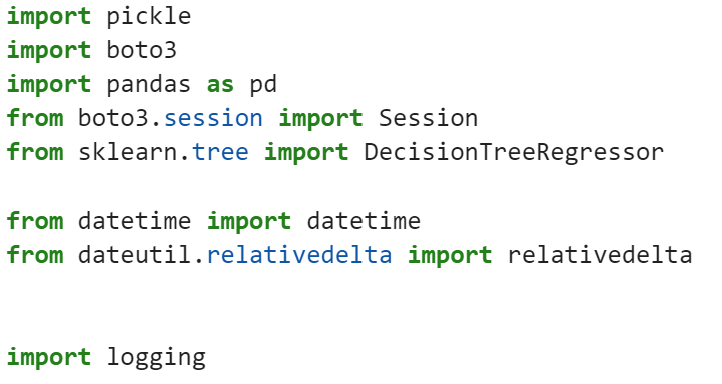 import pickle
import boto3
import pandas as pd
from boto3.session import Session
from sklearn.tree import DecisionTreeRegressor
from datetime import datetime
from dateutil.relativedelta import relativedelta
import logging